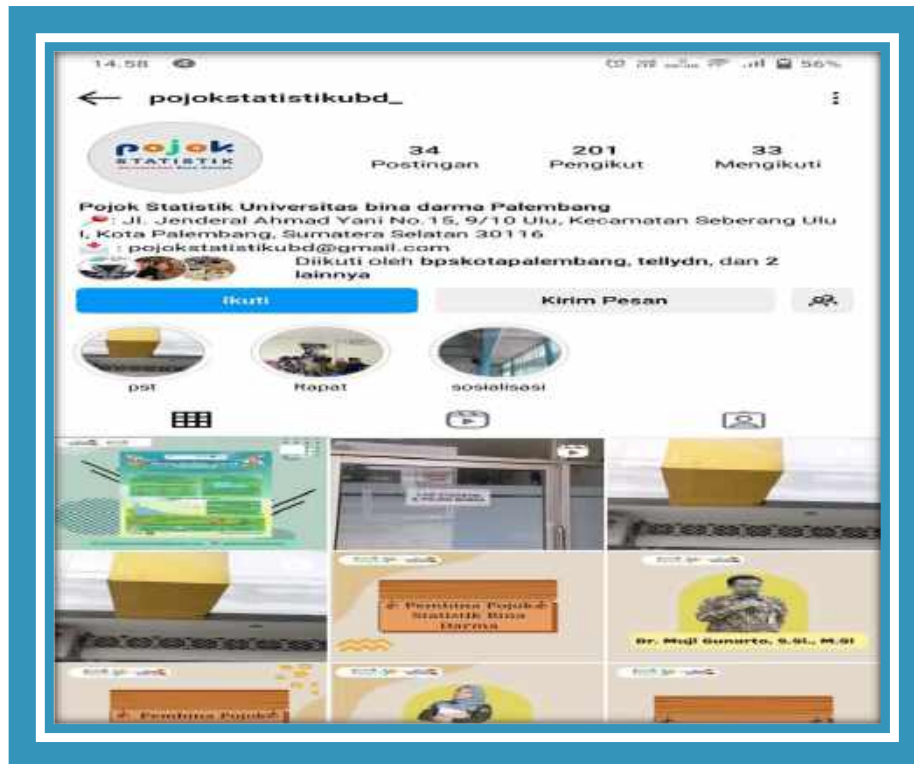 14.58
56%
pojokstatistikubd_
pojok
STATISTIK
34
Postingan
201
Pengikut
33
Mengikuti
Pojok Statistik Universitas bina darma Palembang
: Jl. Jenderal Ahmad Yani No.15, 9/10 Ulu, Kecamatan Seberang Ulu
I, Kota Palembang, Sumatera Selatan 30116
: pojokstatistikubd@gmail.com
Diikuti oleh bpskotapalembang, tellydn, dan 2
lainnya
Ikuti
Kirim Pesan
pst
Rapat
sosialisasi
Pembina Pojok
Statistik Bina
Darma
Dr. Muji Gunarto, S.Si., M.Si
Pembina Pojok